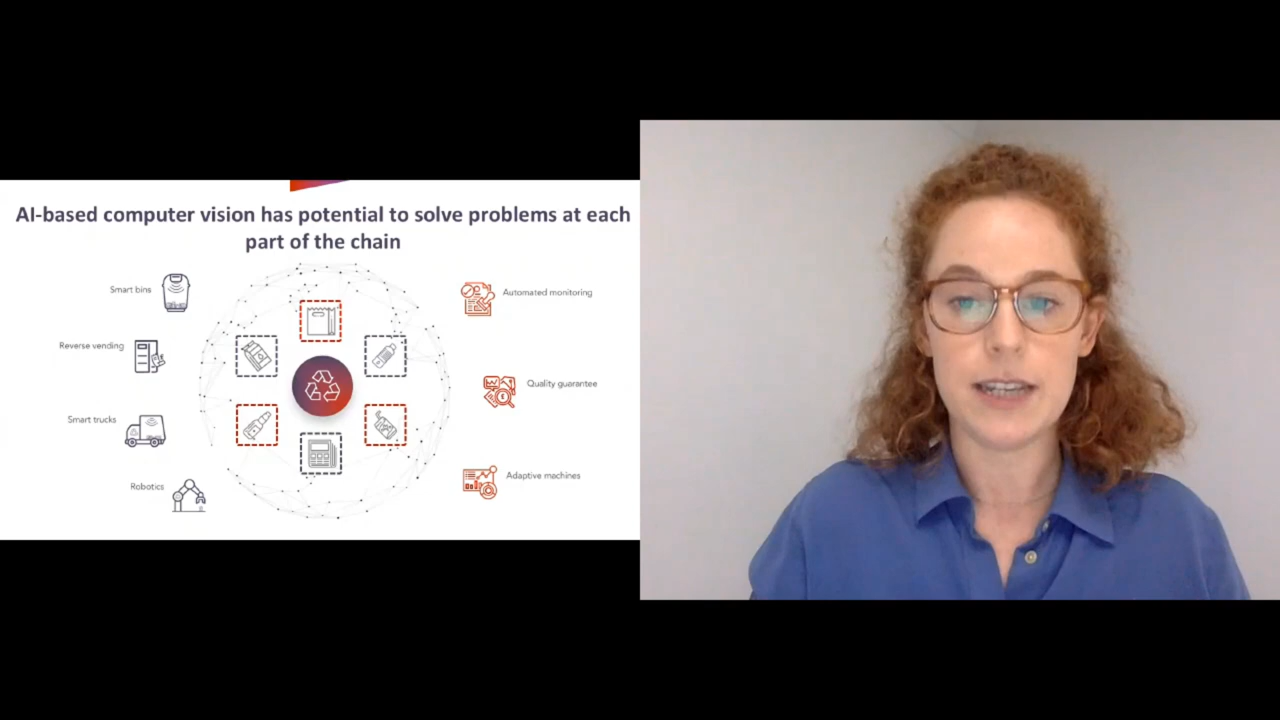 AI-based computer vision has potential to solve problems at each
part of the chain
Smart bins
Reverse vending
Smart trucks
Robotics
Automated monitoring
Quality guarantee
Adaptive machines